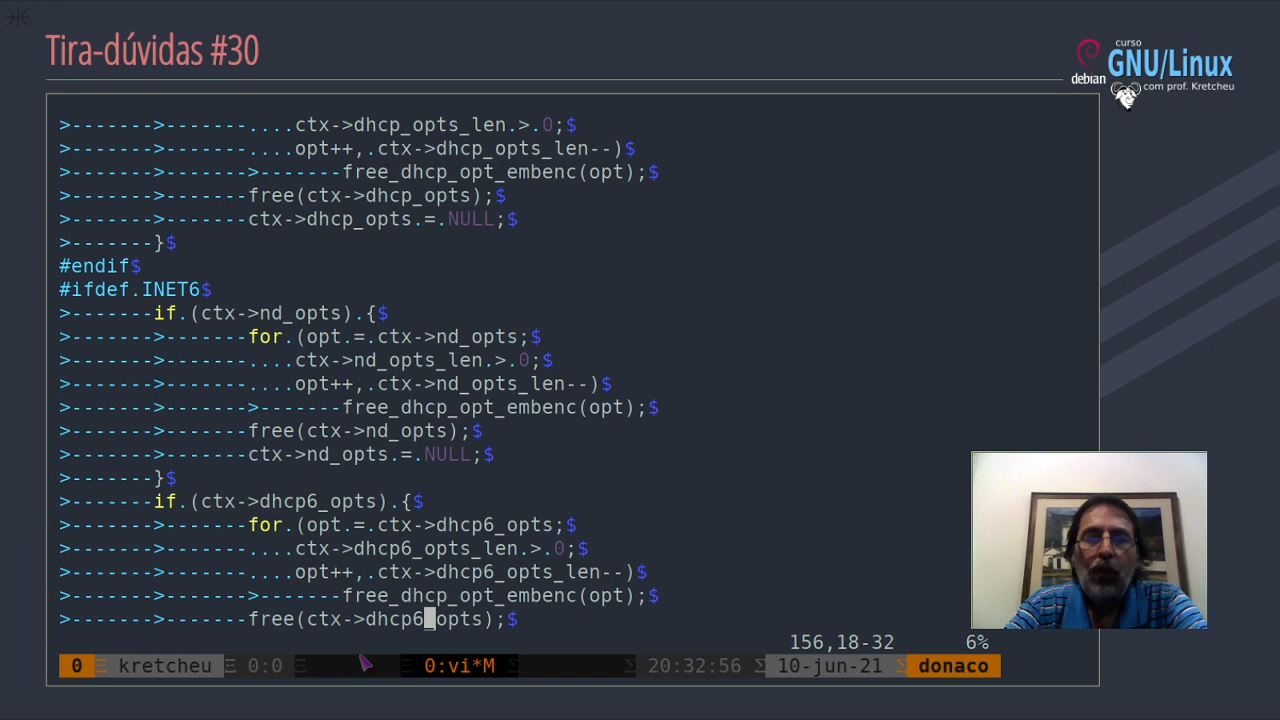 Tira-dúvidas #30
curso
GNU/Linux
debian
com prof. Kretcheu
>------->-------....ctx->dhcp_opts_len.>.0;$
>------->-------....opt++,.ctx->dhcp_opts_len--)$
>------->------->-------free_dhcp_opt_embenc(opt);$
>------->-------free(ctx->dhcp_opts);$
>------->-------ctx->dhcp_opts.=.NULL;$
>-------}$
#endif$
#ifdef.INET6$
>-------if.(ctx->nd_opts).{$
>------->-------for.(opt.=.ctx->nd_opts;$
>------->-------....ctx->nd_opts_len.>.0;$
>------->-------....opt++,.ctx->nd_opts_len--)$
>------->------->-------free_dhcp_opt_embenc(opt);$
>------->-------free(ctx->nd_opts);$
>------->-------ctx->nd_opts.=.NULL;$
>-------}$
>-------if.(ctx->dhcp6_opts).{$
>------->-------for.(opt.=.ctx->dhcp6_opts;$
>------->-------....ctx->dhcp6_opts_len.>.0;$
>------->-------....opt++,.ctx->dhcp6_opts_len--)$
>------->------->-------free_dhcp_opt_embenc(opt);$
>------->-------free(ctx->dhcp6_opts);$
156,18-32 6%
0 Ξ kretcheu Ξ 0:0 Ξ Ξ 0:vi*M Σ Σ 20:32:56 Σ 10-jun-21 Σ donaco